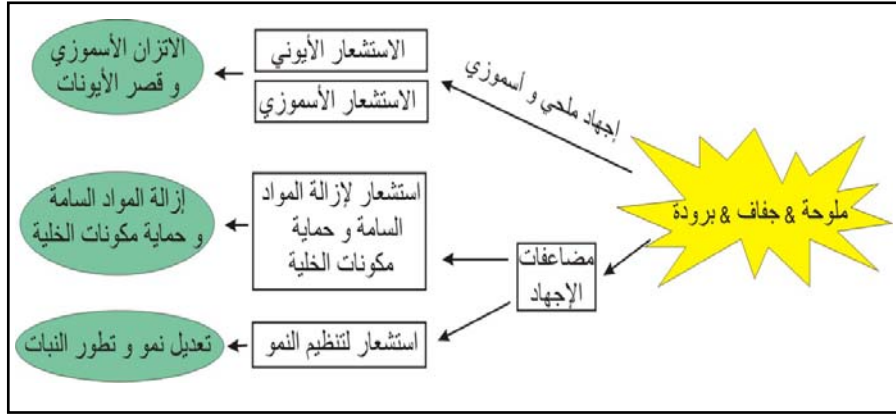 ملوحة & جفاف & برودة
إجهاد ملحي و أسموزي
الاستشعار الأيوني
الاستشعار الأسموزي
الاتزان الأسموزي
و قصر الأيونات
مضاعفات
الإجهاد
استشعار لإزالة المواد
السامة و حماية
مكونات الخلية
إزالة المواد السامة
و حماية مكونات الخلية
استشعار لتنظيم النمو
تعديل نمو و تطور النبات